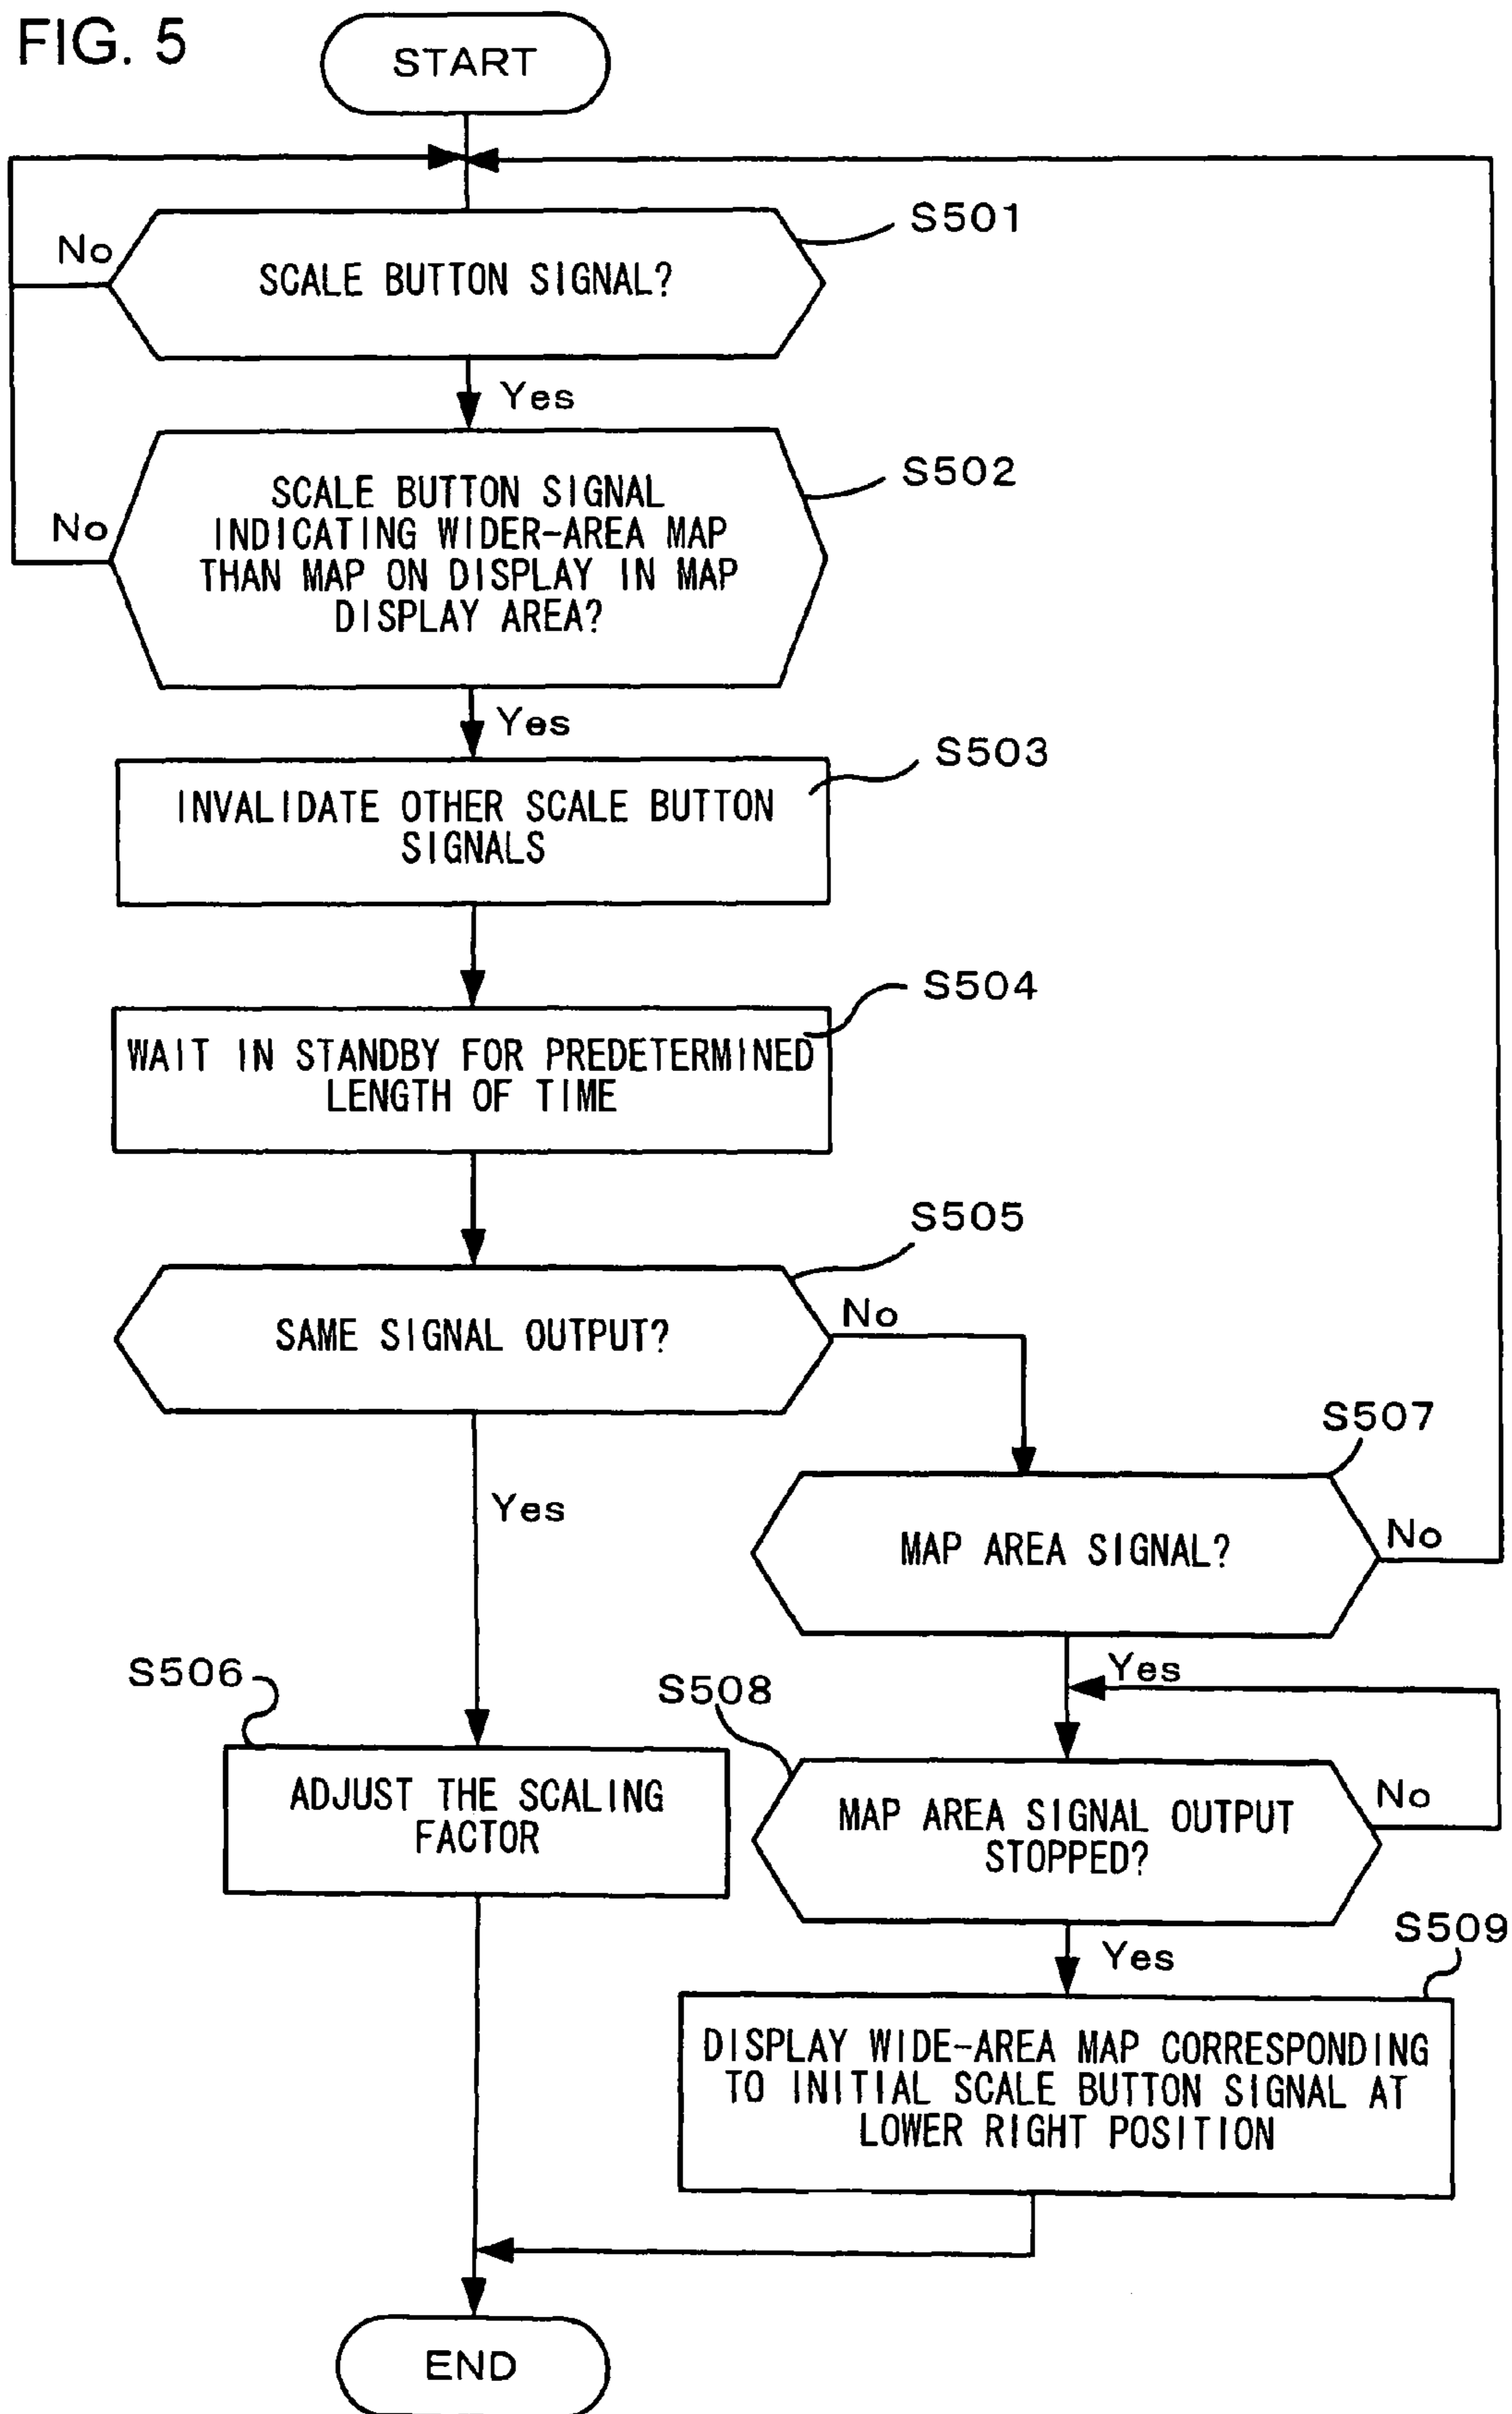 FIG. 5
START
S501
No
SCALE BUTTON SIGNAL?
Yes
S502
No
SCALE BUTTON SIGNAL
INDICATING WIDER-AREA MAP
THAN MAP ON DISPLAY IN MAP
DISPLAY AREA?
Yes
S503
INVALIDATE OTHER SCALE BUTTON
SIGNALS
S504
WAIT IN STANDBY FOR PREDETERMINED
LENGTH OF TIME
S505
SAME SIGNAL OUTPUT?
No
Yes
S507
MAP AREA SIGNAL?
No
Yes
S506
ADJUST THE SCALING
FACTOR
S508
MAP AREA SIGNAL OUTPUT
STOPPED?
No
Yes
S509
DISPLAY WIDE-AREA MAP CORRESPONDING
TO INITIAL SCALE BUTTON SIGNAL AT
LOWER RIGHT POSITION
END